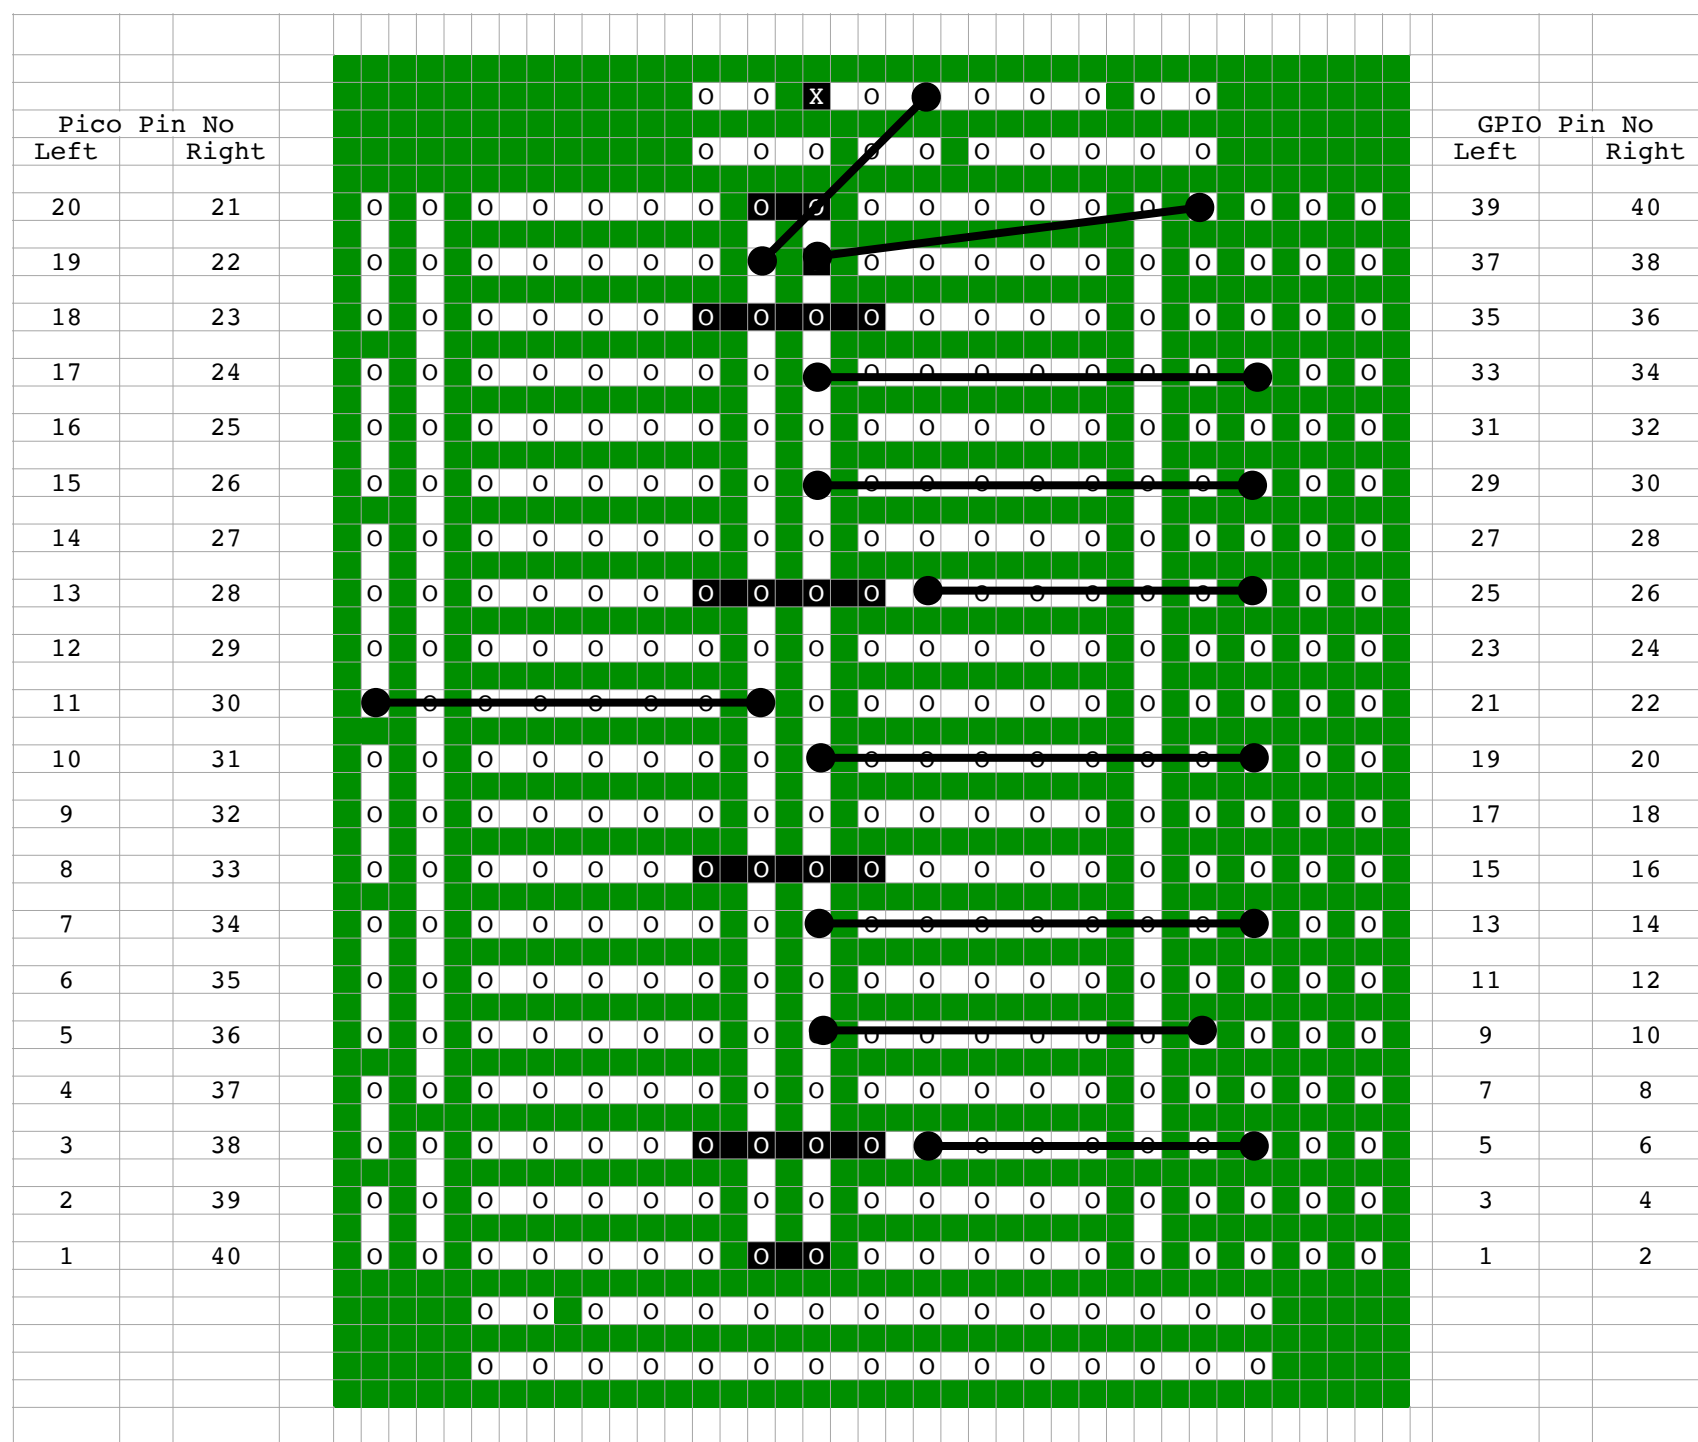 O O X O O O O O O
Pico Pin No GPIO Pin No
Left Right O O O O O O O O O O Left Right
20 21 O O O O O O O O O O O O O O O O O O 39 40
19 22 O O O O O O O O O O O O O O O O O 37 38
18 23 O O O O O O O O O O O O O O O O O O O 35 36
17 24 O O O O O O O O O O O O O O O O O 33 34
16 25 O O O O O O O O O O O O O O O O O O O 31 32
15 26 O O O O O O O O O O O O O O O O O 29 30
14 27 O O O O O O O O O O O O O O O O O O O 27 28
13 28 O O O O O O O O O O O O O O O O O 25 26
12 29 O O O O O O O O O O O O O O O O O O O 23 24
11 30 O O O O O O O O O O O O O O O O O 21 22
10 31 O O O O O O O O O O O O O O O O O 19 20
9 32 O O O O O O O O O O O O O O O O O O O 17 18
8 33 O O O O O O O O O O O O O O O O O O O 15 16
7 34 O O O O O O O O O O O O O O O O O 13 14
6 35 O O O O O O O O O O O O O O O O O O O 11 12
5 36 O O O O O O O O O O O O O O O O O 9 10
4 37 O O O O O O O O O O O O O O O O O O O 7 8
3 38 O O O O O O O O O O O O O O O O O 5 6
2 39 O O O O O O O O O O O O O O O O O O O 3 4
1 40 O O O O O O O O O O O O O O O O O O O 1 2
O O O O O O O O O O O O O O O
O O O O O O O O O O O O O O O